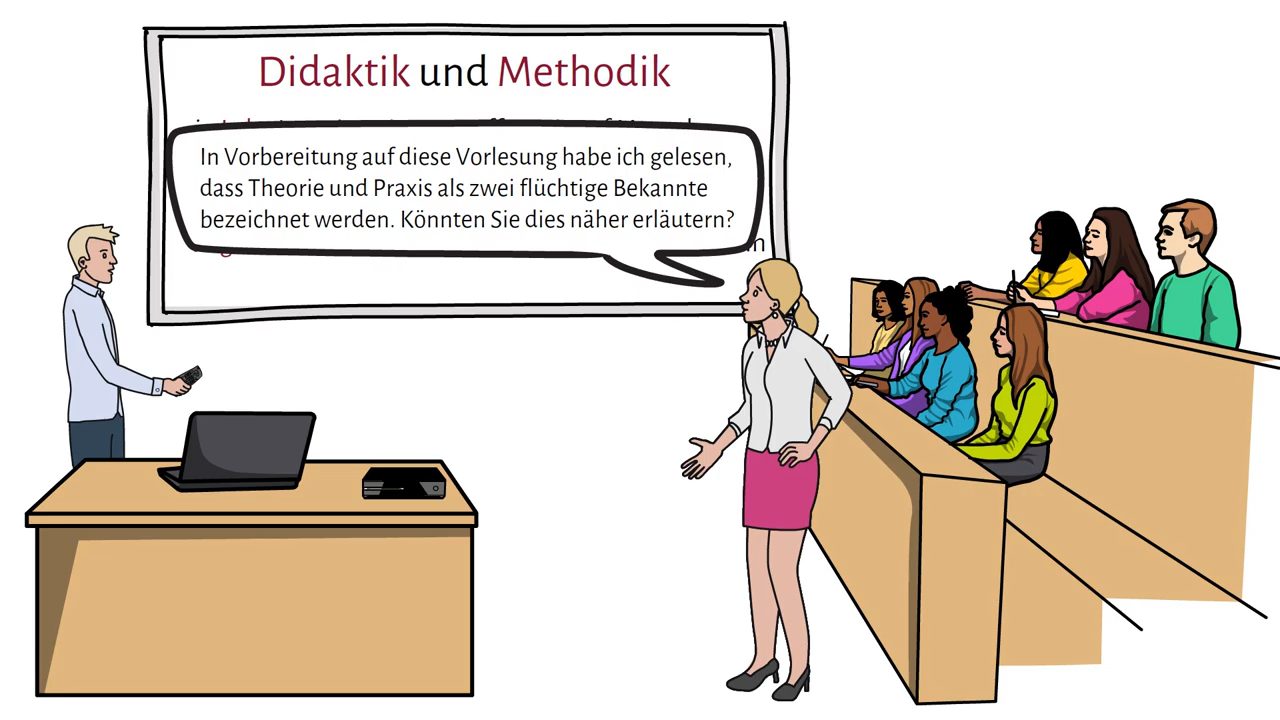 Didaktik und Methodik
In Vorbereitung auf diese Vorlesung habe ich gelesen,
dass Theorie und Praxis als zwei flüchtige Bekannte
bezeichnet werden. Könnten Sie dies näher erläutern?